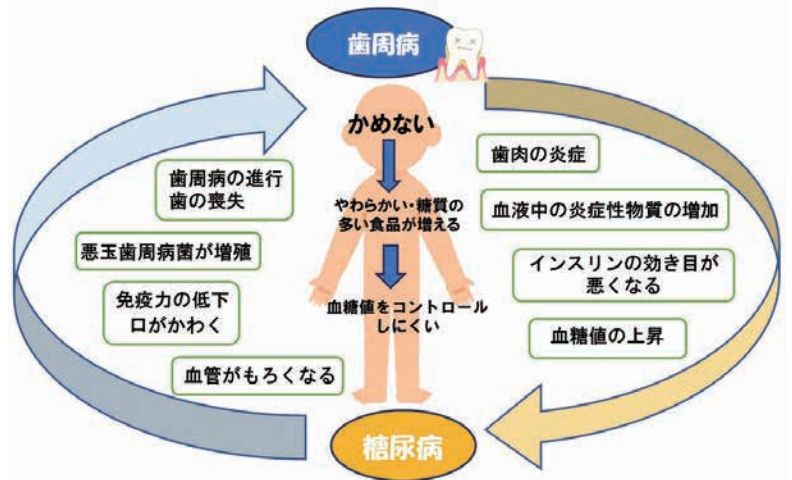 歯周病
かめない
やわらかい・糖質の
多い食品が増える
血糖値をコントロール
しにくい
歯肉の炎症
血液中の炎症性物質の増加
インスリンの効き目が
悪くなる
血糖値の上昇
糖尿病
血管がもろくなる
免疫力の低下
口がかわく
悪玉歯周病菌が増殖
歯周病の進行
歯の喪失